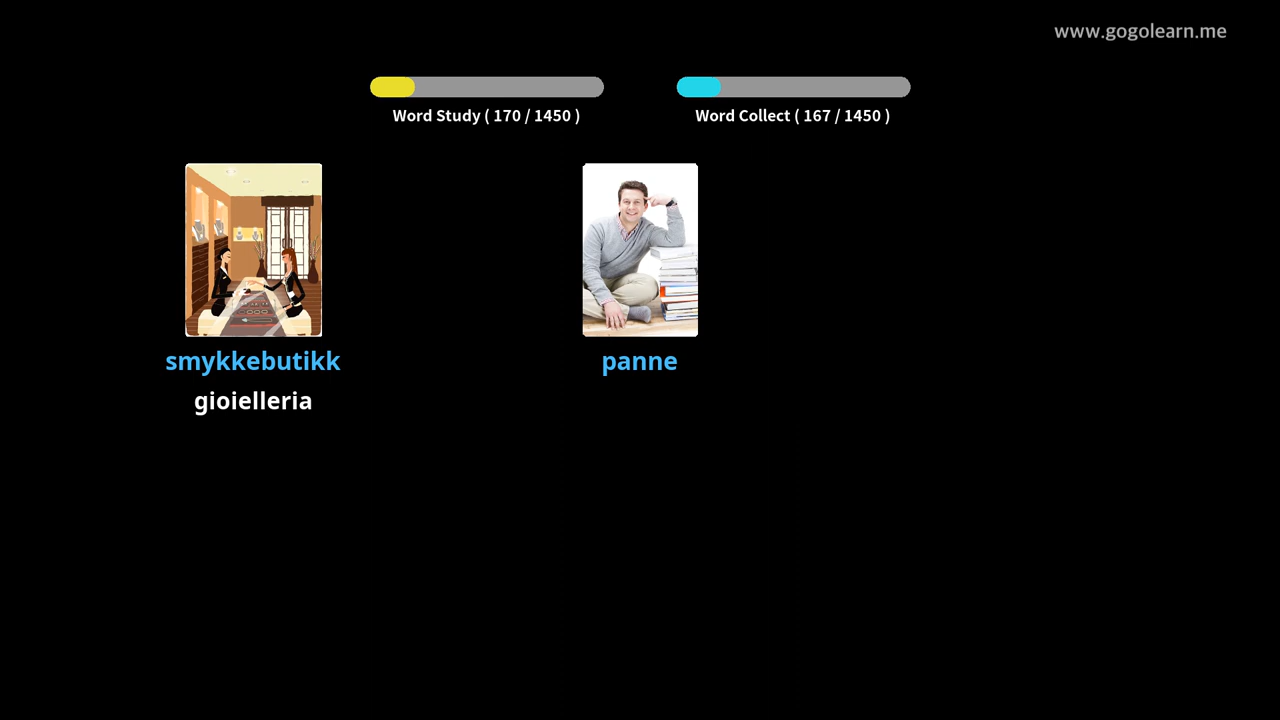 www.gogolearn.me
Word Study ( 170 / 1450 )
Word Collect ( 167 / 1450 )
smykkebutikk
gioielleria
panne